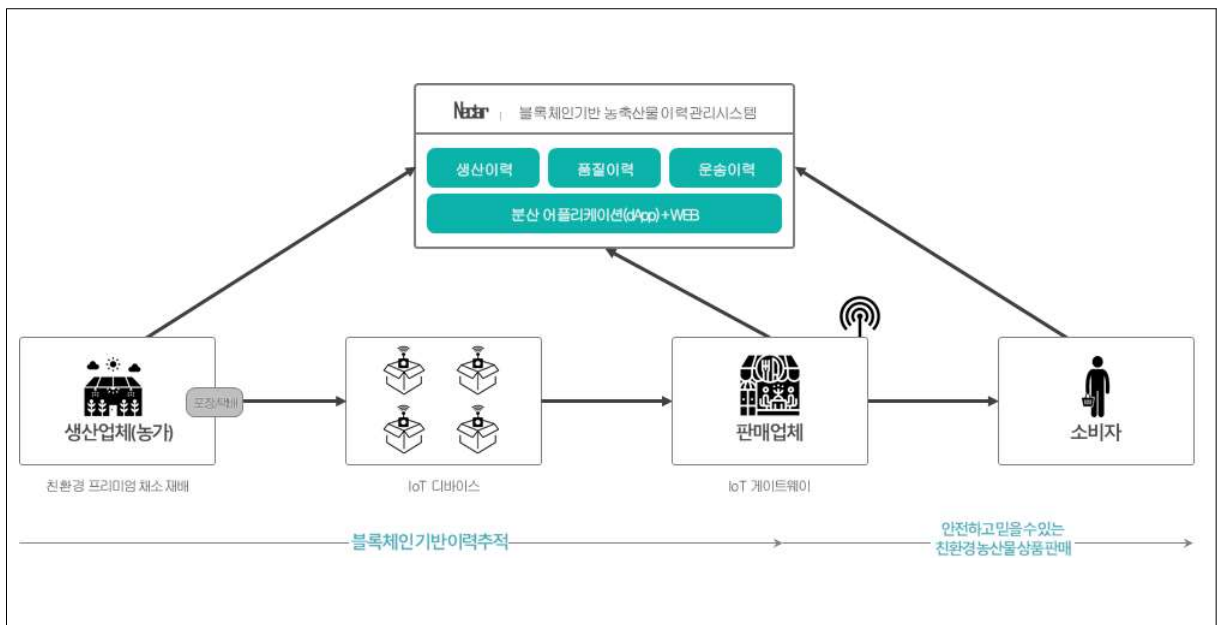 Nectar | 블록체인기반 농축산물 이력관리시스템
생산이력 품질이력 운송이력
분산 어플리케이션(dApp) + WEB
포장/택배
생산업체(농가)
판매업체
소비자
친환경 프리미엄 채소 재배
IoT 디바이스
IoT 게이트웨이
블록체인기반이력추적
안전하고믿을수있는
친환경농산물상품판매